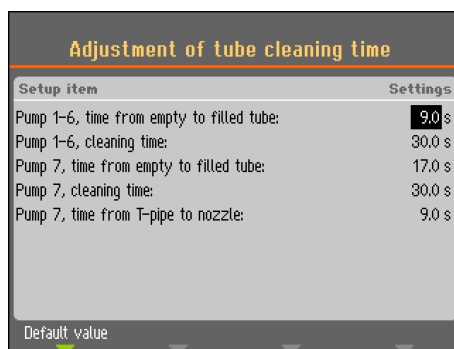 Adjustment of tube cleaning time
Setup item Settings
Pump 1-6, time from empty to filled tube: 9.0 s
Pump 1-6, cleaning time: 30.0 s
Pump 7, time from empty to filled tube: 17.0 s
Pump 7, cleaning time: 30.0 s
Pump 7, time from T-pipe to nozzle: 9.0 s
Default value